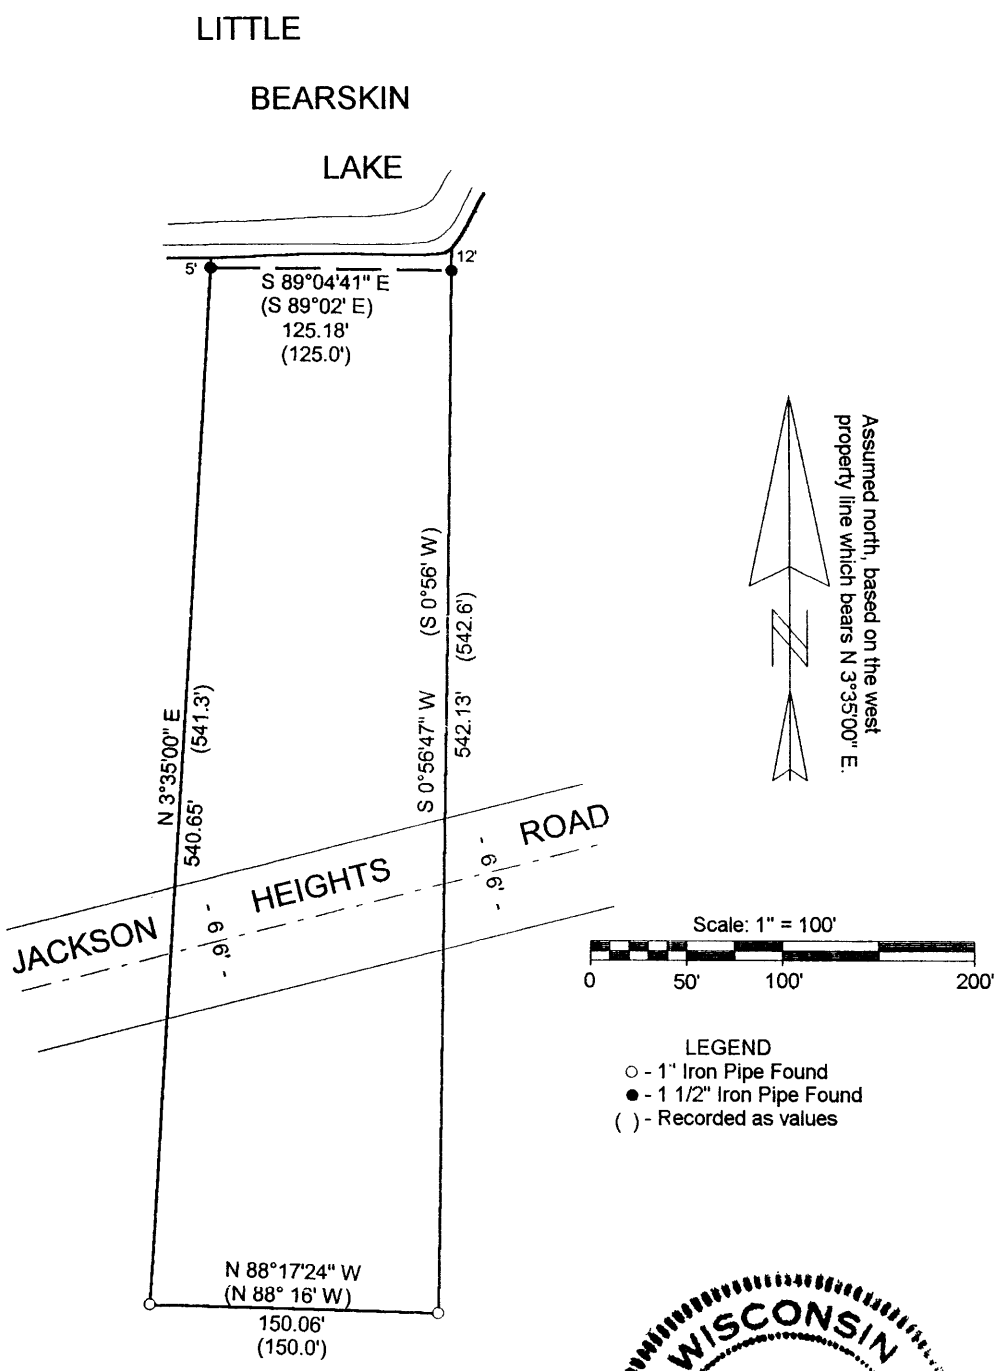 LITTLE
BEARSKIN
LAKE
5'
12'
S 89°04'41" E
(S 89°02' E)
125.18'
(125.0')
Assumed north, based on the west
property line which bears N 3°35'00" E.
N
(S 0°56' W)
(542.6')
S 0°56'47" W
542.13'
N 3°35'00" E
(541.3')
540.65'
JACKSON HEIGHTS ROAD
- 66' -
- 66' -
Scale: 1" = 100'
0 50' 100' 200'
LEGEND
○ - 1" Iron Pipe Found
● - 1 1/2" Iron Pipe Found
( ) - Recorded as values
N 88°17'24" W
(N 88° 16' W)
150.06'
(150.0')
WISCONSIN